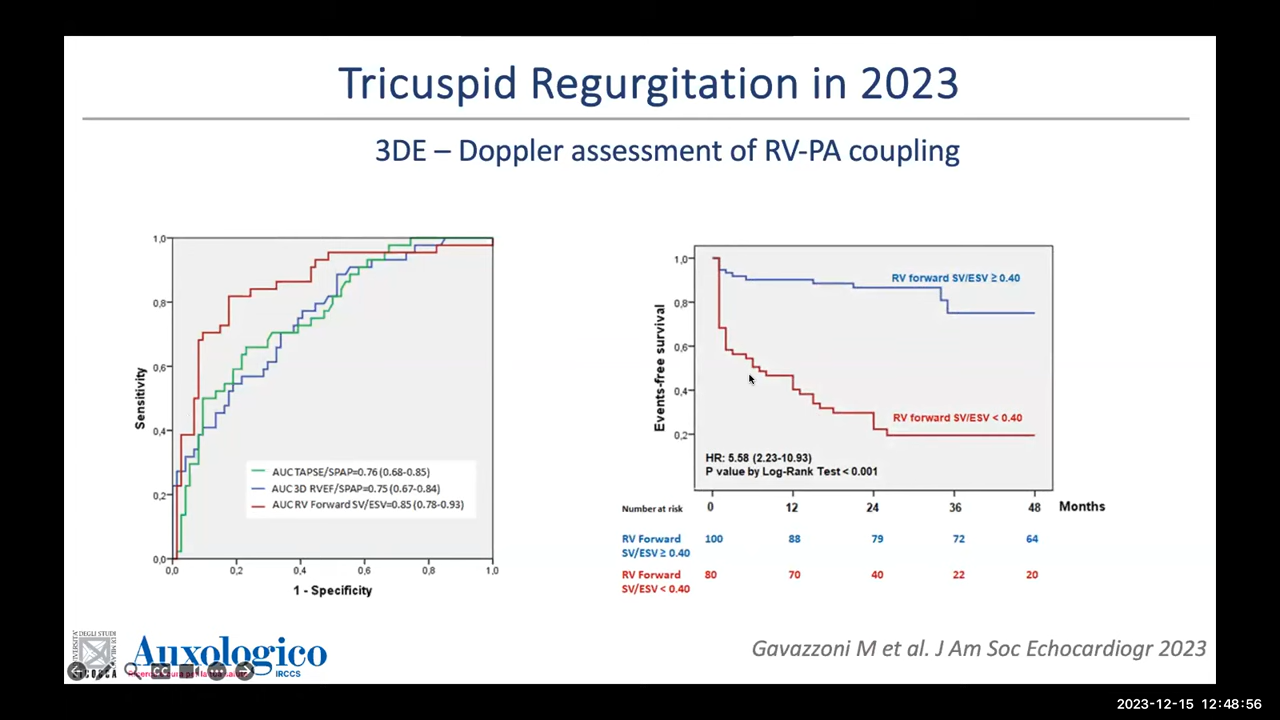 Tricuspid Regurgitation in 2023
3DE – Doppler assessment of RV-PA coupling
Sensitivity
1,0
0,8
0,6
0,4
0,2
0,0
AUC TAPSE/SPAP=0.76 (0.68-0.85)
AUC 3D RVEF/SPAP=0.75 (0.67-0.84)
AUC RV Forward SV/ESV=0.85 (0.78-0.93)
0,0 0,2 0,4 0,6 0,8 1,0
1 - Specificity
Events-free survival
1,0
0,8
0,6
0,4
0,2
RV forward SV/ESV ≥ 0.40
RV forward SV/ESV < 0.40
HR: 5.58 (2.23-10.93)
P value by Log-Rank Test < 0.001
Number at risk 0 12 24 36 48 Months
RV Forward
SV/ESV ≥ 0.40
100 88 79 72 64
RV Forward
SV/ESV < 0.40
80 70 40 22 20
DEGLI STUDI
Auxologico
IRCCS
CC
Gavazzoni M et al. J Am Soc Echocardiogr 2023
2023-12-15 12:48:56